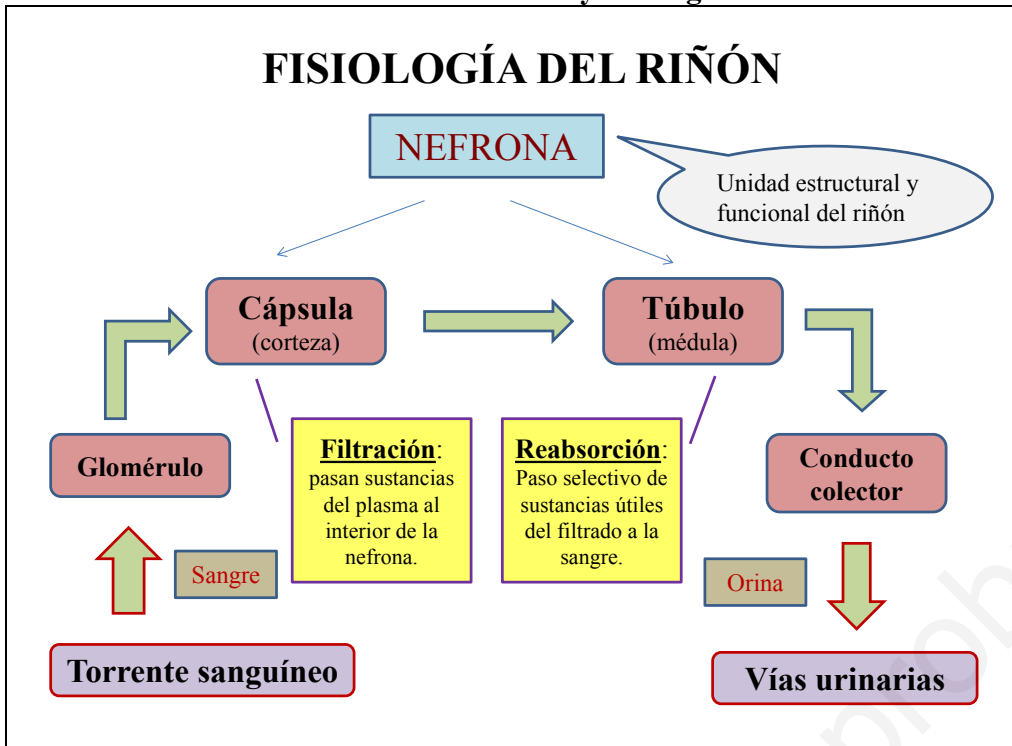 FISIOLOGÍA DEL RIÑÓN
NEFRONA
Unidad estructural y
funcional del riñón
Cápsula
(corteza)
Túbulo
(médula)
Glomérulo
Filtración:
pasan sustancias
del plasma al
interior de la
nefrona.
Reabsorción:
Paso selectivo de
sustancias útiles
del filtrado a la
sangre.
Conducto
colector
Sangre
Orina
Torrente sanguíneo
Vías urinarias